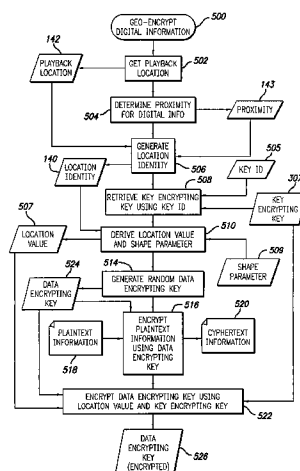 GEO-ENCRYPT
DIGITAL INFORMATION
500
142
PLAYBACK
LOCATION
GET PLAYBACK
LOCATION
502
504
DETERMINE PROXIMITY
FOR DIGITAL INFO
143
PROXIMITY
GENERATE
LOCATION
IDENTITY
506
505
KEY ID
140
LOCATION
IDENTITY
508
RETRIEVE KEY ENCRYPTING
KEY USING KEY ID
KEY
ENCRYPTING
KEY
507
LOCATION
VALUE
510
DERIVE LOCATION VALUE
AND SHAPE PARAMETER
509
SHAPE
PARAMETER
524
DATA
ENCRYPTING
KEY
514
GENERATE RANDOM DATA
ENCRYPTING KEY
516
ENCRYPT
PLAINTEXT
INFORMATION
USING DATA
ENCRYPTING
KEY
520
CYPHERTEXT
INFORMATION
PLAINTEXT
INFORMATION
518
ENCRYPT DATA ENCRYPTING KEY USING
LOCATION VALUE AND KEY ENCRYPTING KEY
522
DATA
ENCRYPTING
KEY
(ENCRYPTED)
526